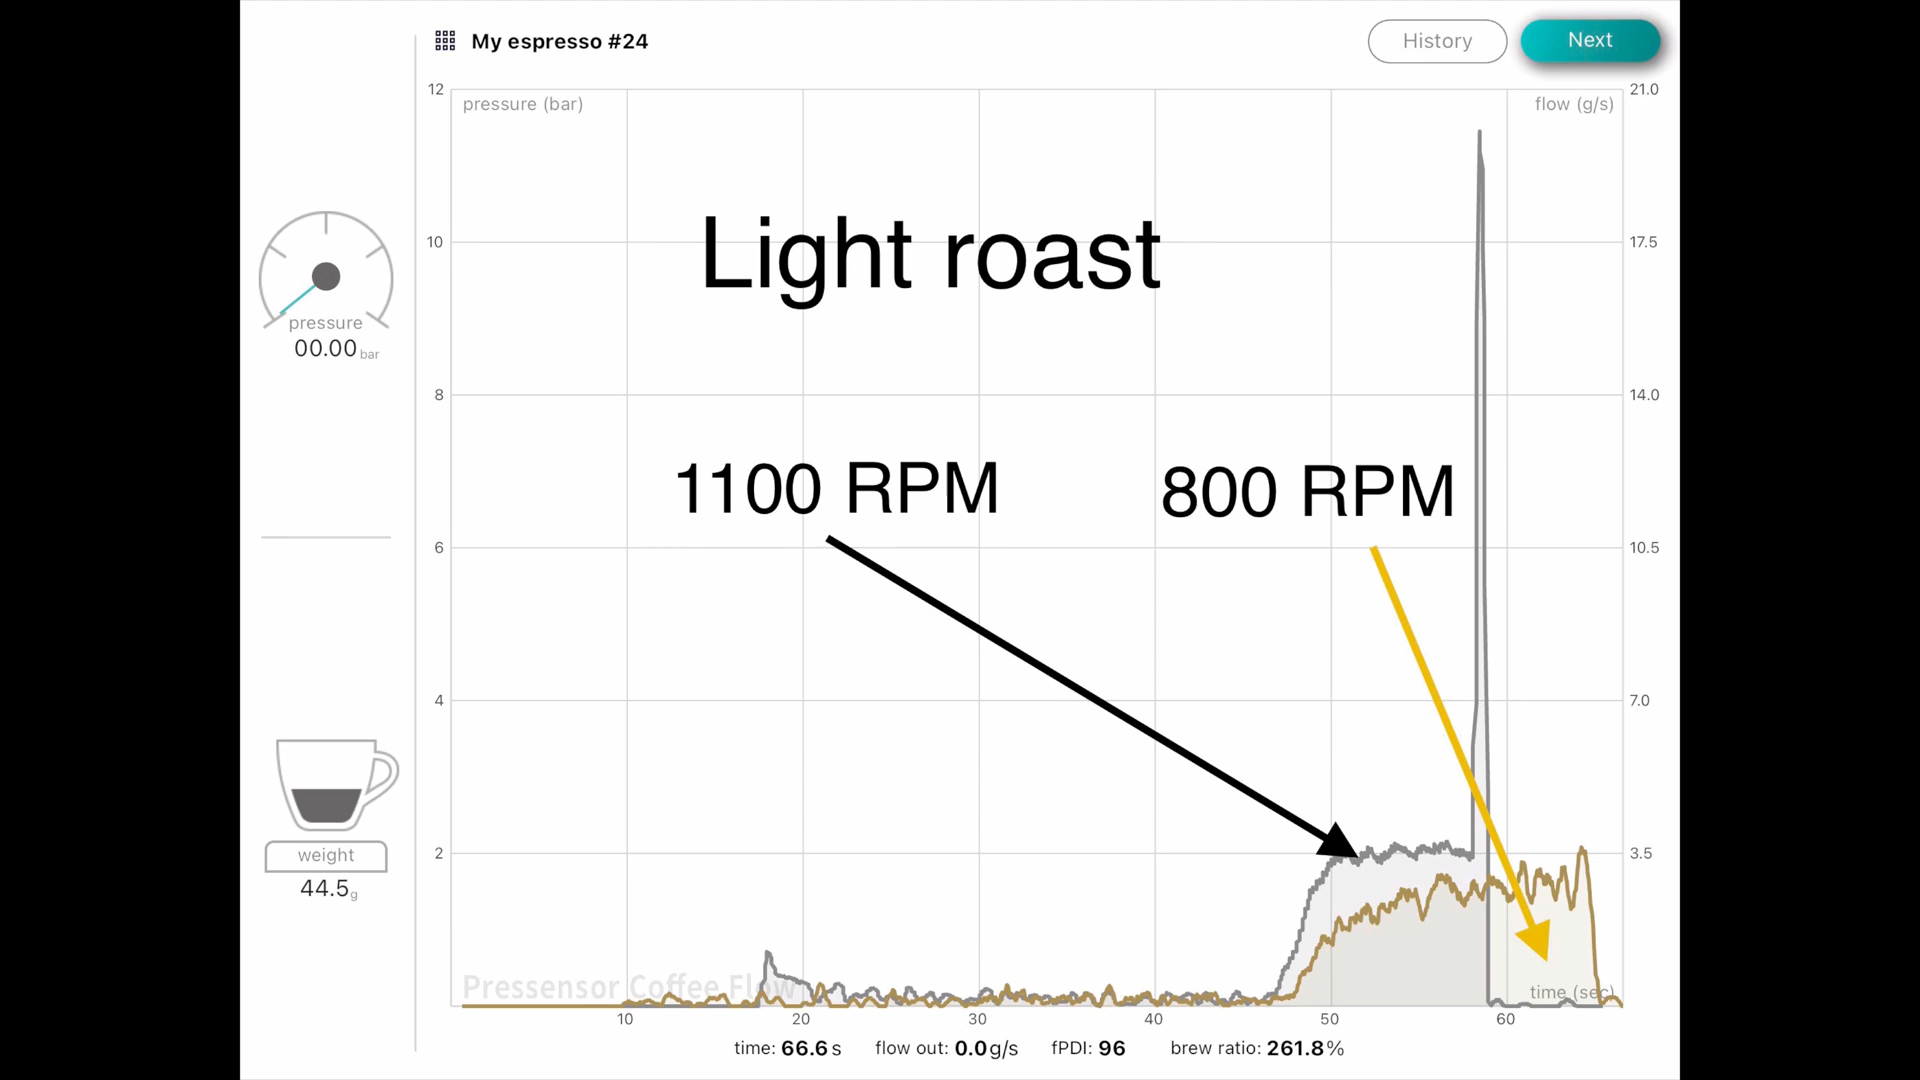 My espresso #24
History
Next
12
pressure (bar)
flow (g/s)
21.0
Light roast
10
17.5
pressure
00.00 bar
8
14.0
1100 RPM
800 RPM
6
10.5
4
7.0
2
3.5
weight
44.5g
Pressensor Coffee Flow
time (sec)
10
20
30
40
50
60
time: 66.6 s
flow out: 0.0g/s
fPDI: 96
brew ratio: 261.8%